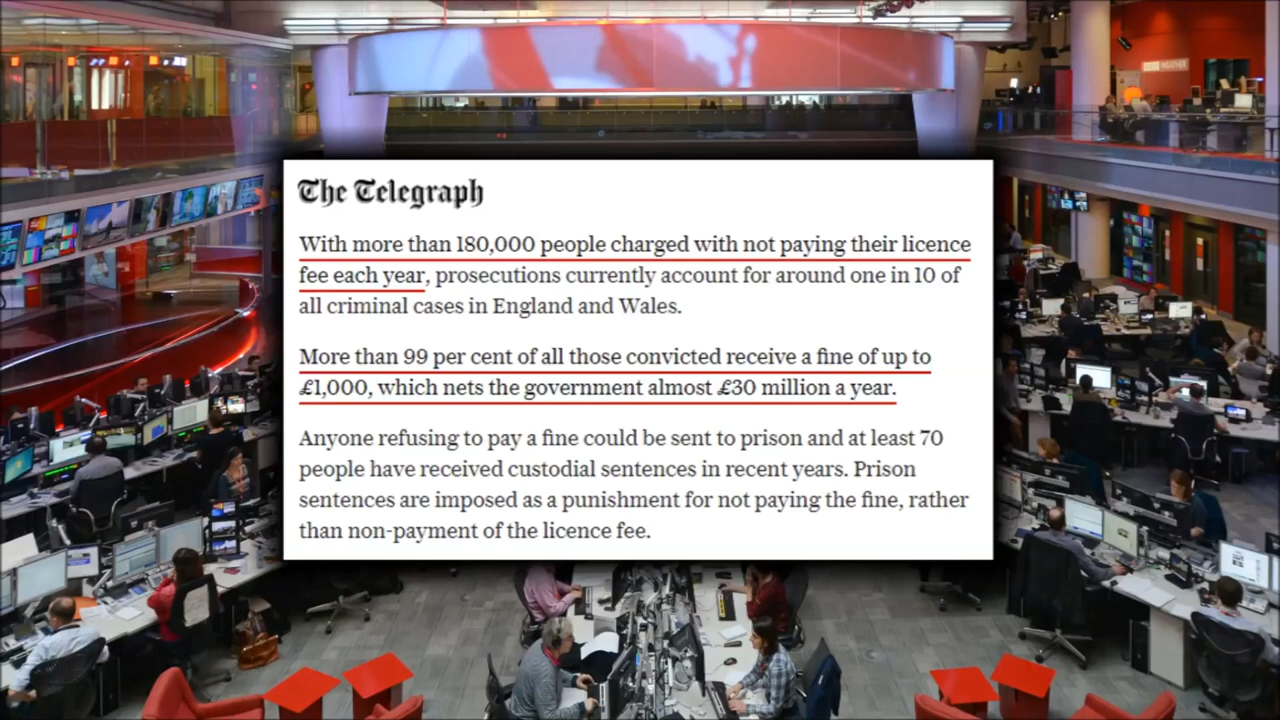 The Telegraph
With more than 180,000 people charged with not paying their licence
fee each year, prosecutions currently account for around one in 10 of
all criminal cases in England and Wales.
More than 99 per cent of all those convicted receive a fine of up to
£1,000, which nets the government almost £30 million a year.
Anyone refusing to pay a fine could be sent to prison and at least 70
people have received custodial sentences in recent years. Prison
sentences are imposed as a punishment for not paying the fine, rather
than non-payment of the licence fee.